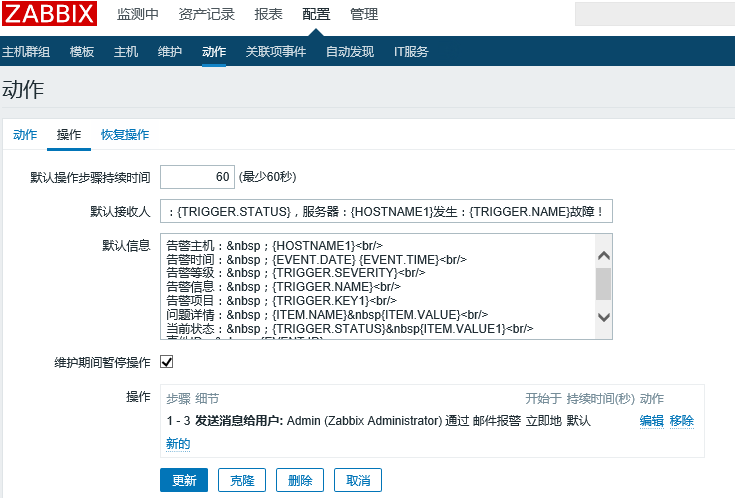 ZABBIX 监测中 资产记录 报表 配置 管理
主机群组 模板 主机 维护 动作 关联项事件 自动发现 IT服务
动作
动作 操作 恢复操作
默认操作步骤持续时间 60 (最少60秒)
默认接收人 : {TRIGGER.STATUS} , 服务器 : {HOSTNAME1}发生 : {TRIGGER.NAME}故障！
默认信息 告警主机 : &nbsp ; {HOSTNAME1}<br/>
告警时间 : &nbsp ; {EVENT.DATE} {EVENT.TIME}<br/>
告警等级 : &nbsp ; {TRIGGER.SEVERITY}<br/>
告警信息 : &nbsp ; {TRIGGER.NAME}<br/>
告警项目 : &nbsp ; {TRIGGER.KEY1}<br/>
问题详情 : &nbsp ; {ITEM.NAME}&nbsp{ITEM.VALUE}<br/>
当前状态 : &nbsp ; {TRIGGER.STATUS}&nbsp{ITEM.VALUE1}<br/>
维护期间暂停操作
操作 步骤 细节 开始于 持续时间(秒) 动作
1 - 3 发送消息给用户: Admin (Zabbix Administrator) 通过 邮件报警 立即地 默认 编辑 移除
新的
更新 克隆 删除 取消